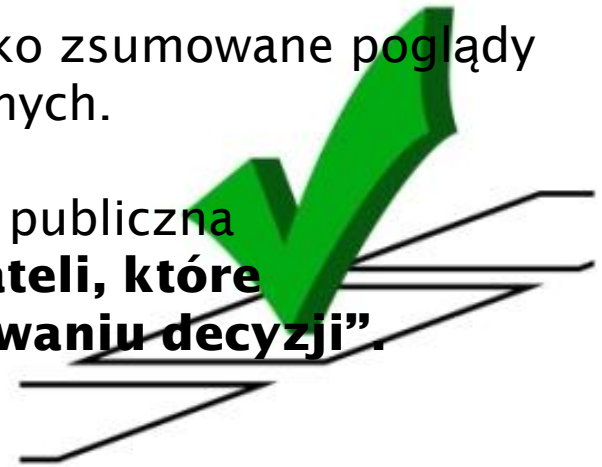 ko zsumowane poglądy
nych.
publiczna
ateli, które
waniu decyzji”.